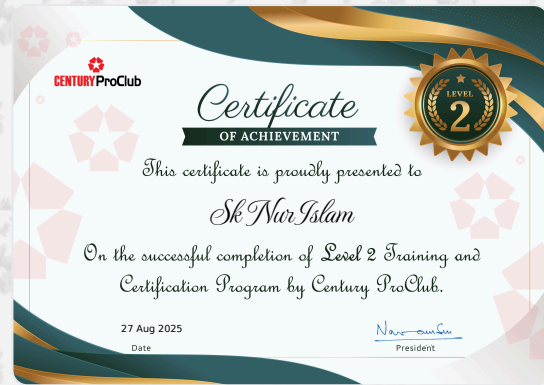 CENTURY ProClub
Certificate
OF ACHIEVEMENT
LEVEL
2
This certificate is proudly presented to
Sk Nur Islam
On the successful completion of Level 2 Training and
Certification Program by Century ProClub.
27 Aug 2025
Date
President